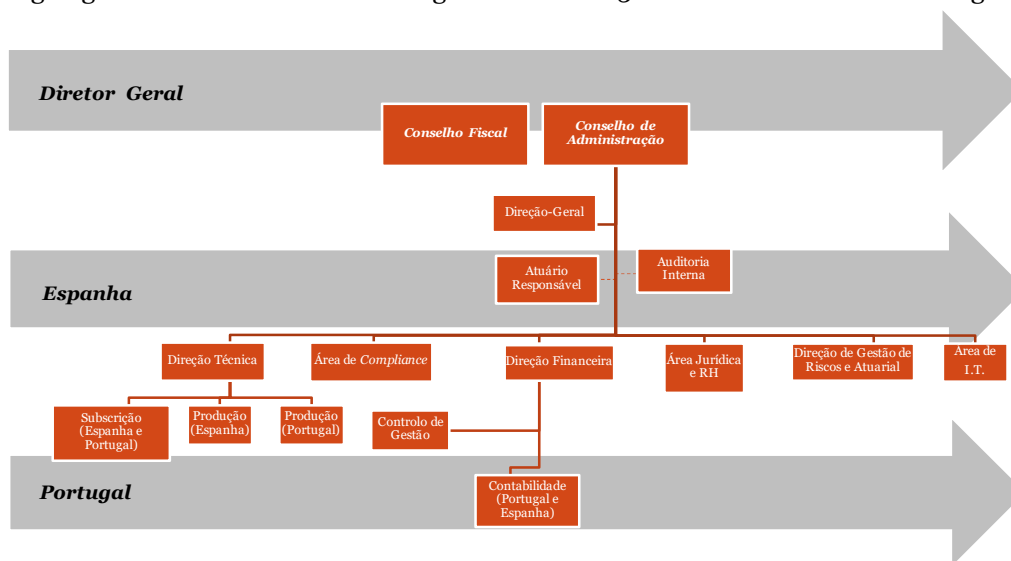 Diretor Geral
Conselho Fiscal
Conselho de
Administração
Direção-Geral
Espanha
Atuário
Responsável
Auditoria
Interna
Direção Técnica
Área de Compliance
Direção Financeira
Área Jurídica
e RH
Direção de Gestão de
Riscos e Atuarial
Área de
I.T.
Subscrição
(Espanha e
Portugal)
Produção
(Espanha)
Produção
(Portugal)
Controlo de
Gestão
Portugal
Contabilidade
(Portugal e
Espanha)